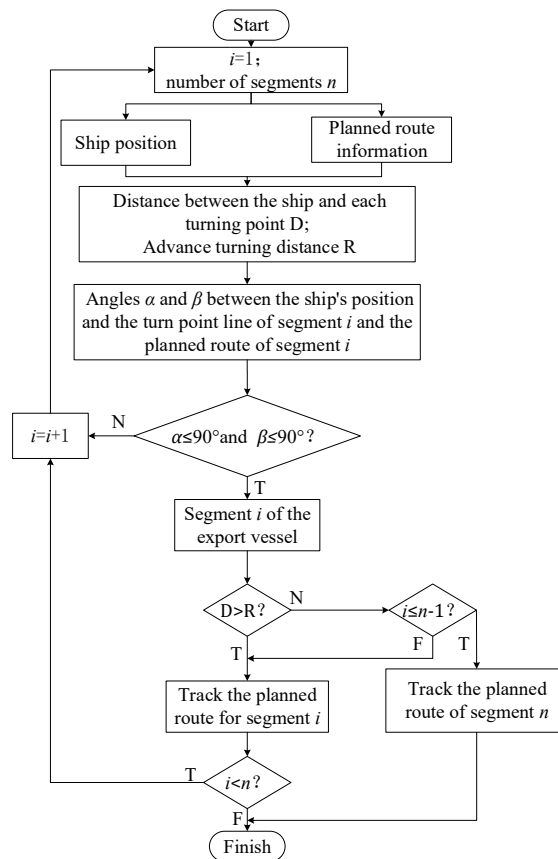 Start
i=1;
number of segments n
Ship position
Planned route
information
Distance between the ship and each
turning point D;
Advance turning distance R
Angles α and β between the ship's position
and the turn point line of segment i and the
planned route of segment i
N
i=i+1
α≤90°and β≤90°?
T
Segment i of the
export vessel
D>R?
N
i≤n-1?
T
F
T
Track the planned
route for segment i
Track the planned
route of segment n
T
i<n?
F
Finish